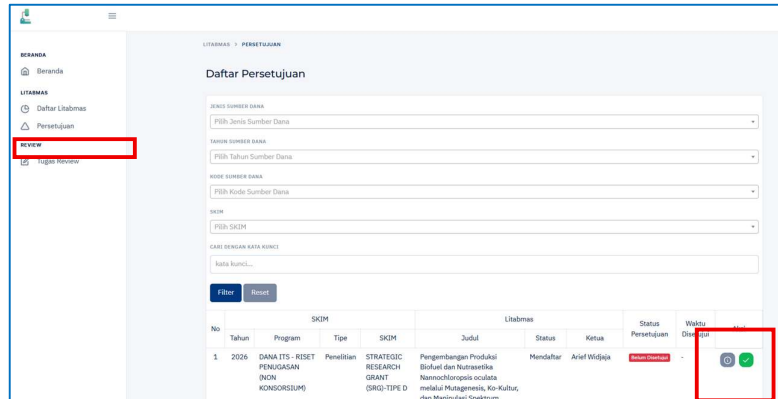 LITABMAS > PERSETUJUAN
BERANDA
Beranda
LITABMAS
Daftar Litabmas
Persetujuan
REVIEW
Tugas Review
Daftar Persetujuan
JENIS SUMBER DANA
Pilih Jenis Sumber Dana
TAHUN SUMBER DANA
Pilih Tahun Sumber Dana
KODE SUMBER DANA
Pilih Kode Sumber Dana
SKIM
Pilih SKIM
CARI DENGAN KATA KUNCI
kata kunci...
Filter Reset
No SKIM Litabmas Status Persetujuan Waktu Disetujui
Tahun Program Tipe SKIM Judul Status Ketua
1 2026 DANA ITS - RISET Penelitian STRATEGIC Pengembangan Produksi Mendaftar Arief Widjaja Belum Disetujui -
PENUGASAN RESEARCH Biofuel dan Nutrasetika
(NON GRANT Nannochloropsis oculata
KONSORSIUM) (SRG)-TIPE D melalui Mutagenesis, Ko-Kultur,
dan Manipulasi Spektrum